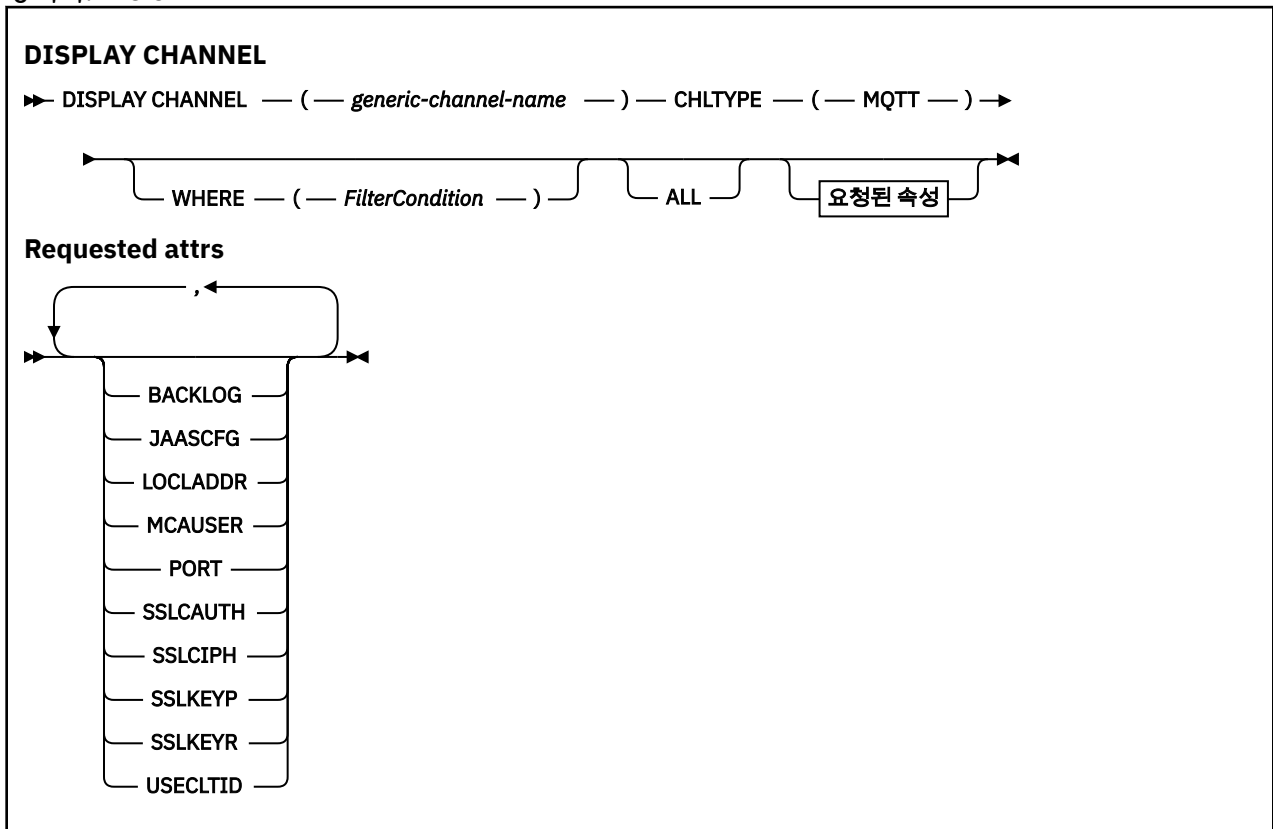 DISPLAY CHANNEL
DISPLAY CHANNEL ( generic-channel-name ) CHLTYPE ( MQTT )
WHERE ( FilterCondition ) ALL 요청된 속성
Requested attrs
,
BACKLOG
JAASCFG
LOCLADDR
MCAUSER
PORT
SSLCAUTH
SSLCIPH
SSLKEYP
SSLKEYR
USECLTID